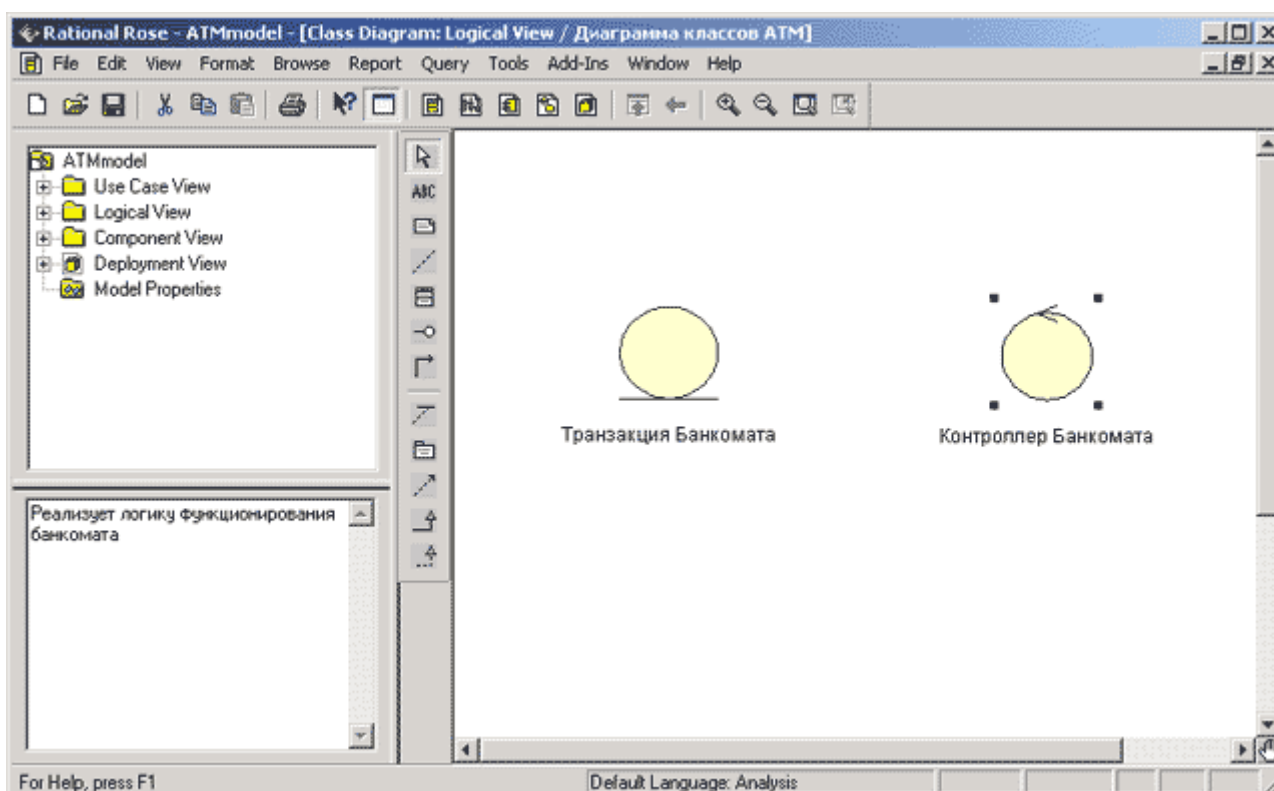 Rational Rose - ATMmodel - [Class Diagram: Logical View / Диаграмма классов ATM]
File Edit View Format Browse Report Query Tools Add-Ins Window Help
ATMmodel
Use Case View
Logical View
Component View
Deployment View
Model Properties
ABC
Транзакция Банкомата
Контроллер Банкомата
Реализует логику функционирования
банкомата
For Help, press F1
Default Language: Analysis